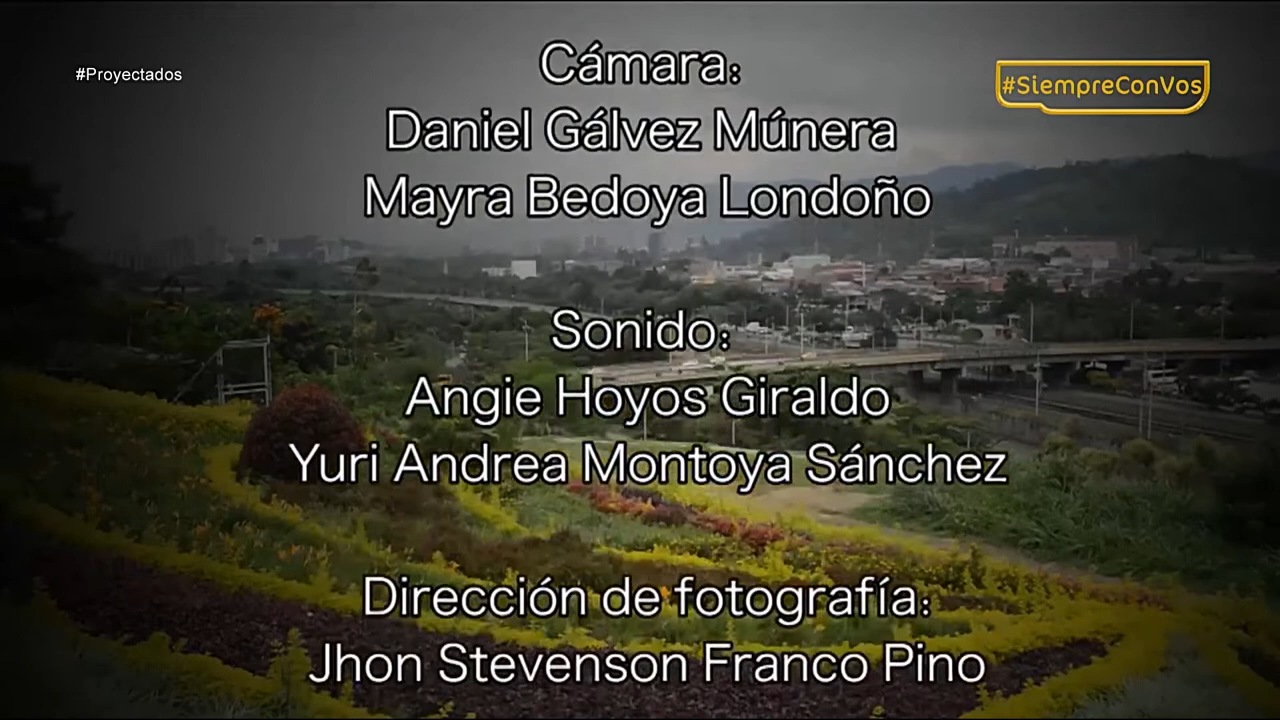 #Proyectados
#SiempreConVos
Cámara:
Daniel Gálvez Múnera
Mayra Bedoya Londoño
Sonido:
Angie Hoyos Giraldo
Yuri Andrea Montoya Sánchez
Dirección de fotografía:
Jhon Stevenson Franco Pino